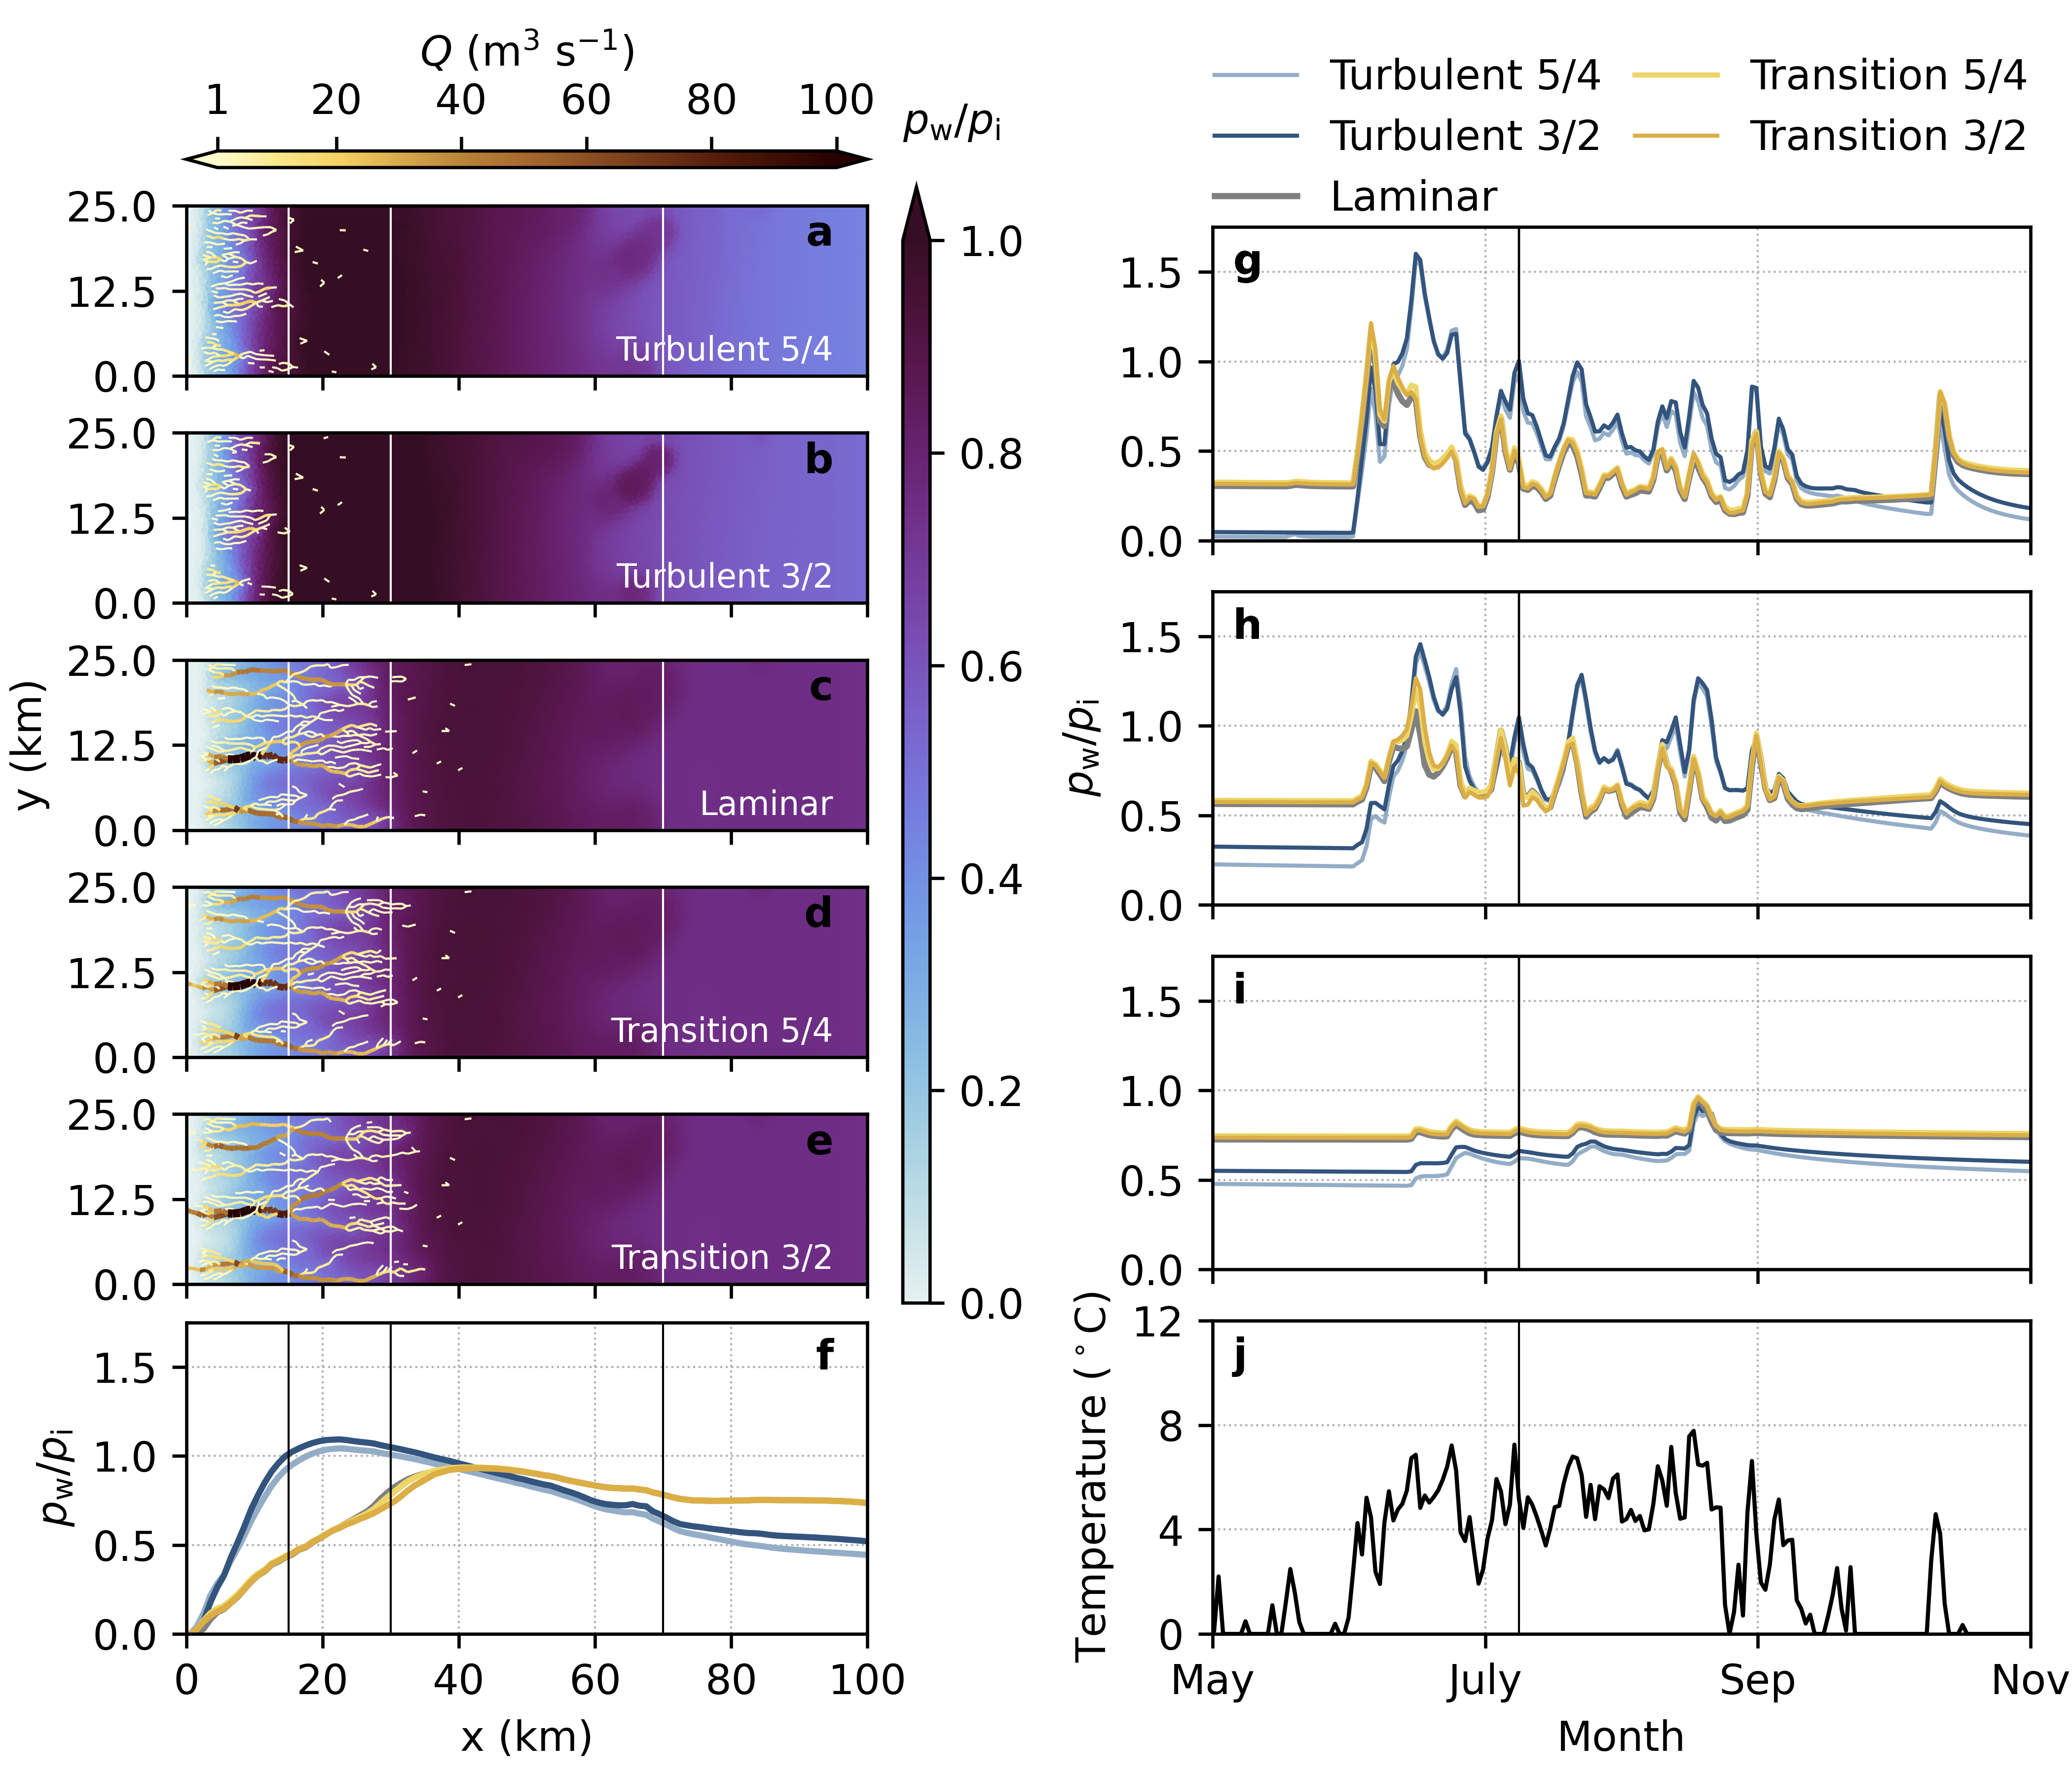 Q (m³ s⁻¹)
1 20 40 60 80 100
p_w/p_i
1.0
0.8
0.6
0.4
0.2
0.0
y (km)
25.0
12.5
0.0
a
Turbulent 5/4
25.0
12.5
0.0
b
Turbulent 3/2
25.0
12.5
0.0
c
Laminar
25.0
12.5
0.0
d
Transition 5/4
25.0
12.5
0.0
e
Transition 3/2
p_w/p_i
1.5
1.0
0.5
0.0
f
0 20 40 60 80 100
x (km)
Turbulent 5/4 Transition 5/4
Turbulent 3/2 Transition 3/2
Laminar
1.5
1.0
0.5
0.0
g
p_w/p_i
1.5
1.0
0.5
0.0
h
1.5
1.0
0.5
0.0
i
Temperature (°C)
12
8
4
0
j
May July Sep Nov
Month